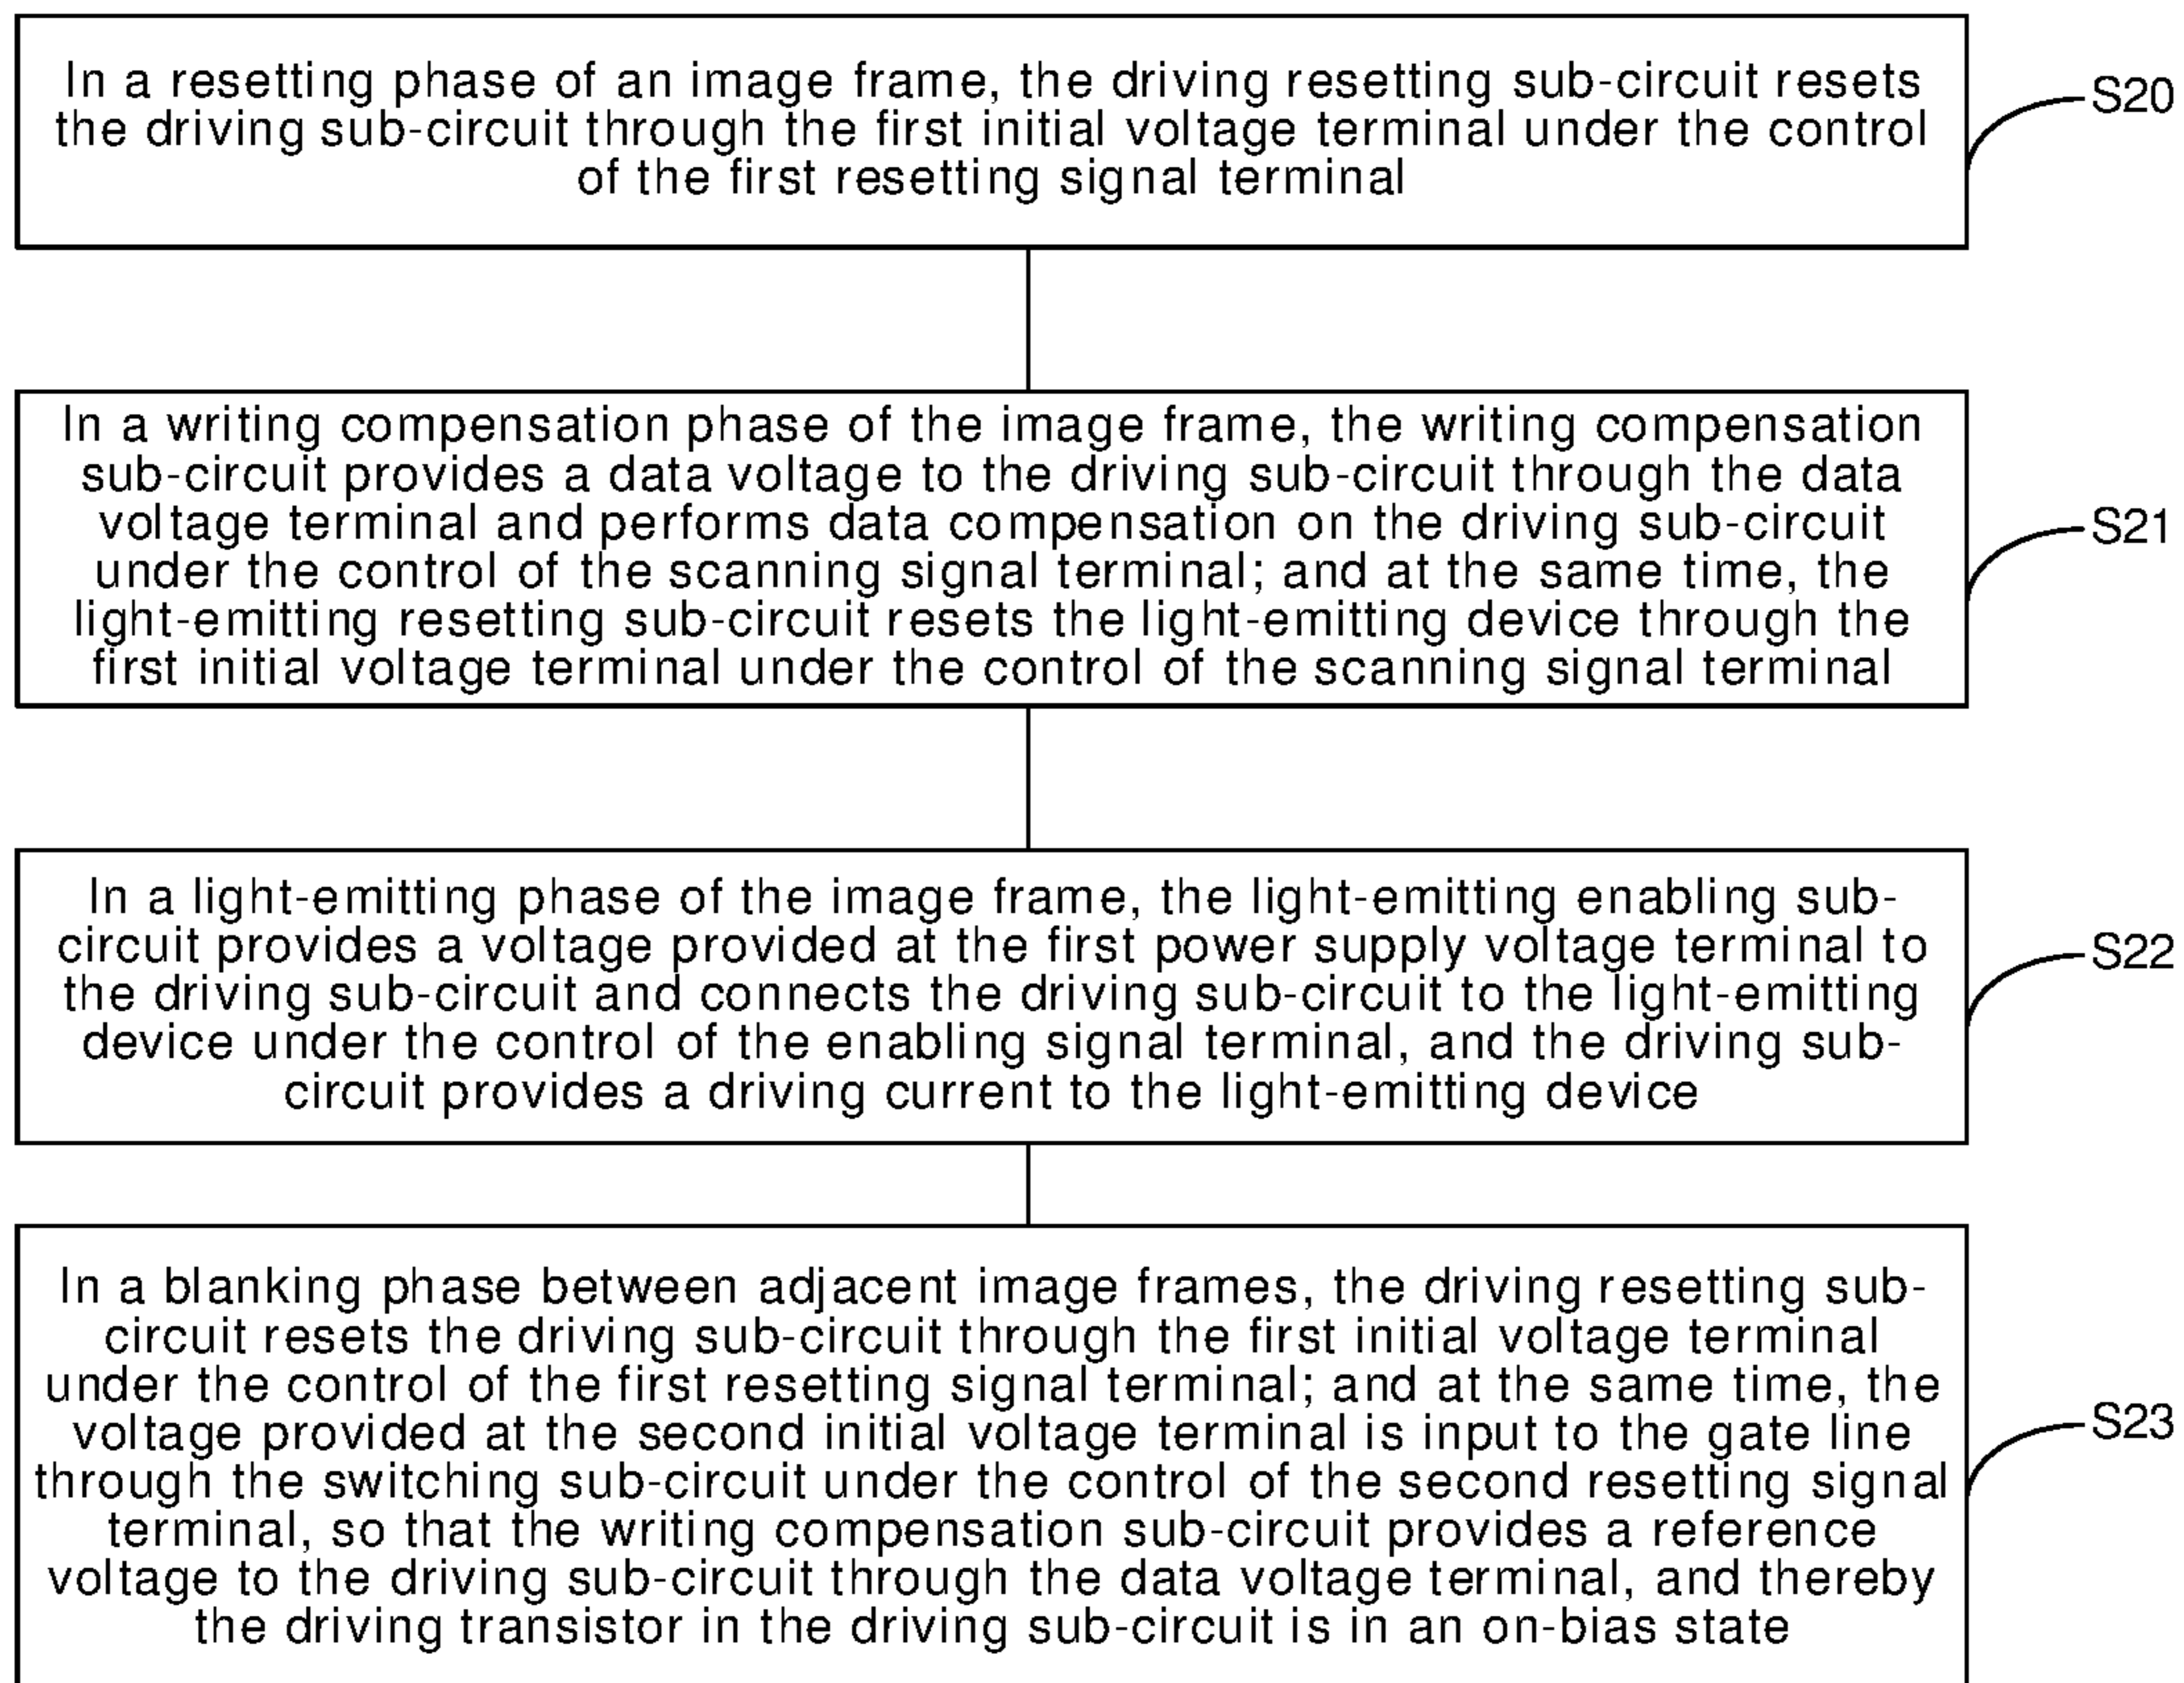 In a resetting phase of an image frame, the driving resetting sub-circuit resets
the driving sub-circuit through the first initial voltage terminal under the control
of the first resetting signal terminal
S20
In a writing compensation phase of the image frame, the writing compensation
sub-circuit provides a data voltage to the driving sub-circuit through the data
voltage terminal and performs data compensation on the driving sub-circuit
under the control of the scanning signal terminal; and at the same time, the
light-emitting resetting sub-circuit resets the light-emitting device through the
first initial voltage terminal under the control of the scanning signal terminal
S21
In a light-emitting phase of the image frame, the light-emitting enabling sub-
circuit provides a voltage provided at the first power supply voltage terminal to
the driving sub-circuit and connects the driving sub-circuit to the light-emitting
device under the control of the enabling signal terminal, and the driving sub-
circuit provides a driving current to the light-emitting device
S22
In a blanking phase between adjacent image frames, the driving resetting sub-
circuit resets the driving sub-circuit through the first initial voltage terminal
under the control of the first resetting signal terminal; and at the same time, the
voltage provided at the second initial voltage terminal is input to the gate line
through the switching sub-circuit under the control of the second resetting signal
terminal, so that the writing compensation sub-circuit provides a reference
voltage to the driving sub-circuit through the data voltage terminal, and thereby
the driving transistor in the driving sub-circuit is in an on-bias state
S23